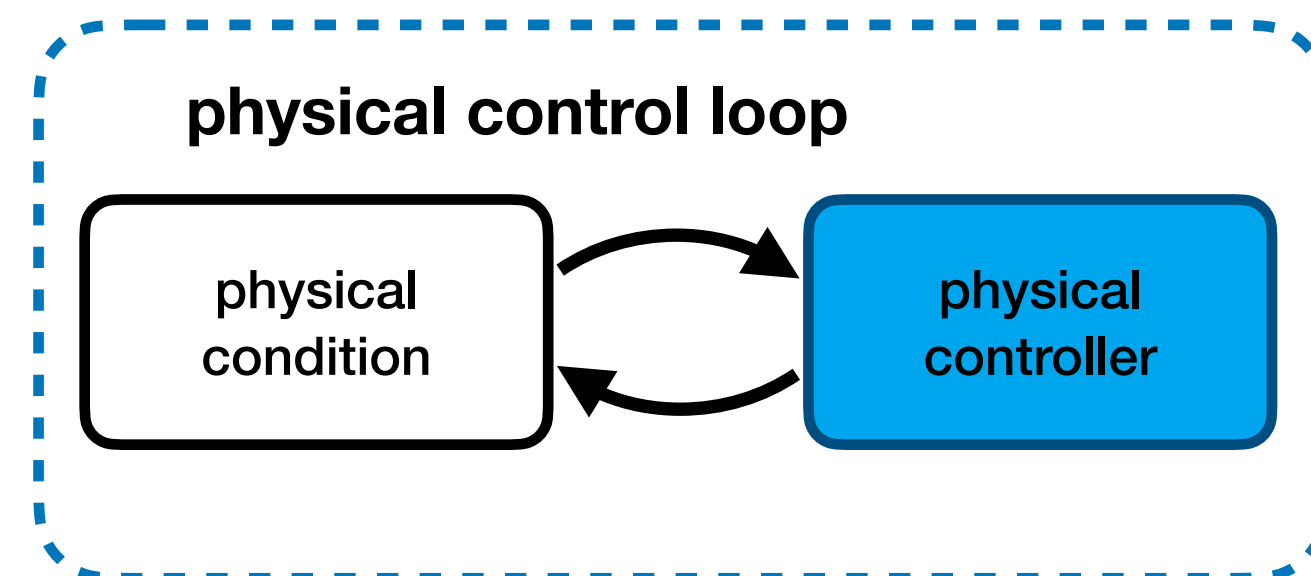 physical control loop
physical
condition
physical
controller